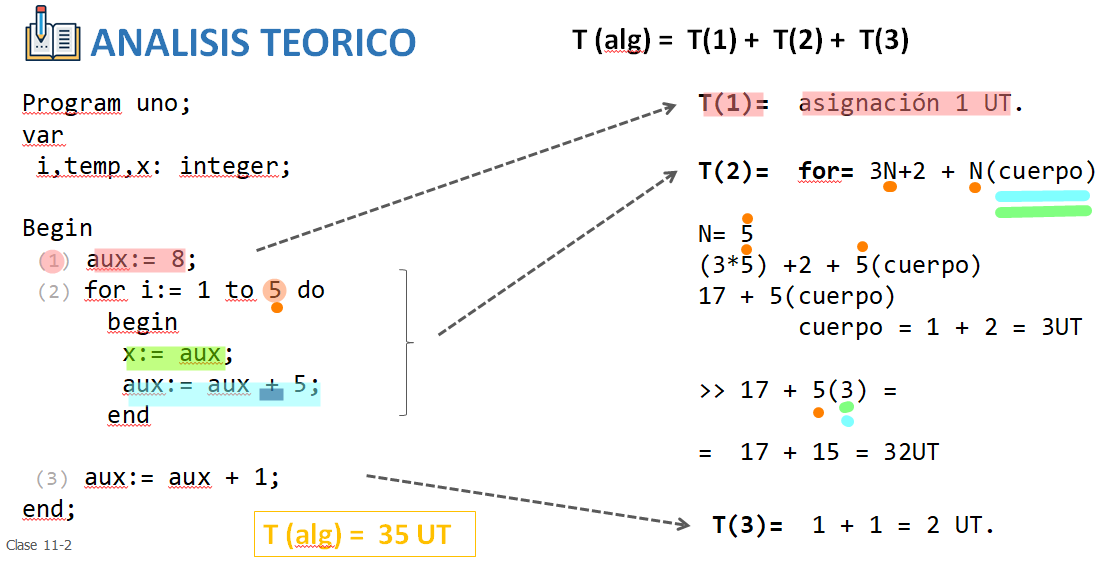 ANALISIS TEORICO
T (alg) = T(1) + T(2) + T(3)
Program uno;
var
i,temp,x: integer;
Begin
(1) aux:= 8;
(2) for i:= 1 to 5 do
begin
x:= aux;
aux:= aux + 5;
end
(3) aux:= aux + 1;
end;
T (alg) = 35 UT
Clase 11-2
T(1)= asignación 1 UT.
T(2)= for= 3N+2 + N(cuerpo)
N= 5
(3*5) +2 + 5(cuerpo)
17 + 5(cuerpo)
cuerpo = 1 + 2 = 3UT
>> 17 + 5(3) =
= 17 + 15 = 32UT
T(3)= 1 + 1 = 2 UT.